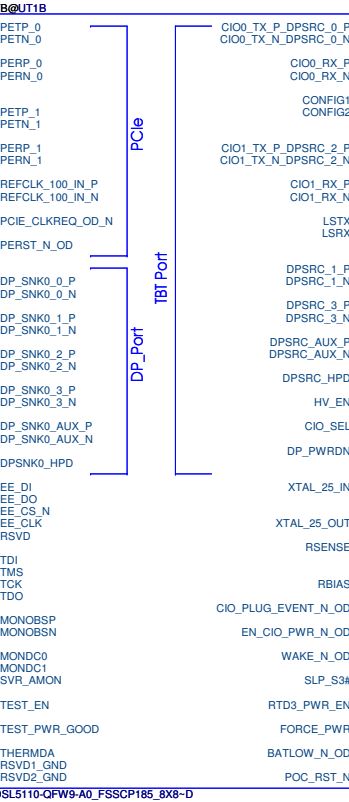 B@UT1B
PETP_0
PETN_0
PERP_0
PERN_0
PETP_1
PETN_1
PERP_1
PERN_1
REFCLK_100_IN_P
REFCLK_100_IN_N
PCIE_CLKREQ_OD_N
PERST_N_OD
PCIe
DP_SNK0_0_P
DP_SNK0_0_N
DP_SNK0_1_P
DP_SNK0_1_N
DP_SNK0_2_P
DP_SNK0_2_N
DP_SNK0_3_P
DP_SNK0_3_N
DP_SNK0_AUX_P
DP_SNK0_AUX_N
DPSNK0_HPD
DP_Port
EE_DI
EE_DO
EE_CS_N
EE_CLK
RSVD
TDI
TMS
TCK
TDO
MONOBSP
MONOBSN
MONDC0
MONDC1
SVR_AMON
TEST_EN
TEST_PWR_GOOD
THERMDA
RSVD1_GND
RSVD2_GND
TBT Port
CIO0_TX_P_DPSRC_0_P
CIO0_TX_N_DPSRC_0_N
CIO0_RX_P
CIO0_RX_N
CONFIG1
CONFIG2
CIO1_TX_P_DPSRC_2_P
CIO1_TX_N_DPSRC_2_N
CIO1_RX_P
CIO1_RX_N
LSTX
LSRX
DPSRC_1_P
DPSRC_1_N
DPSRC_3_P
DPSRC_3_N
DPSRC_AUX_P
DPSRC_AUX_N
DPSRC_HPD
HV_EN
CIO_SEL
DP_PWRDN
XTAL_25_IN
XTAL_25_OUT
RSENSE
RBIAS
CIO_PLUG_EVENT_N_OD
EN_CIO_PWR_N_OD
WAKE_N_OD
SLP_S3#
RTD3_PWR_EN
FORCE_PWR
BATLOW_N_OD
POC_RST_N
SL5110-QFW9-A0_FSSCP185_8X8~D